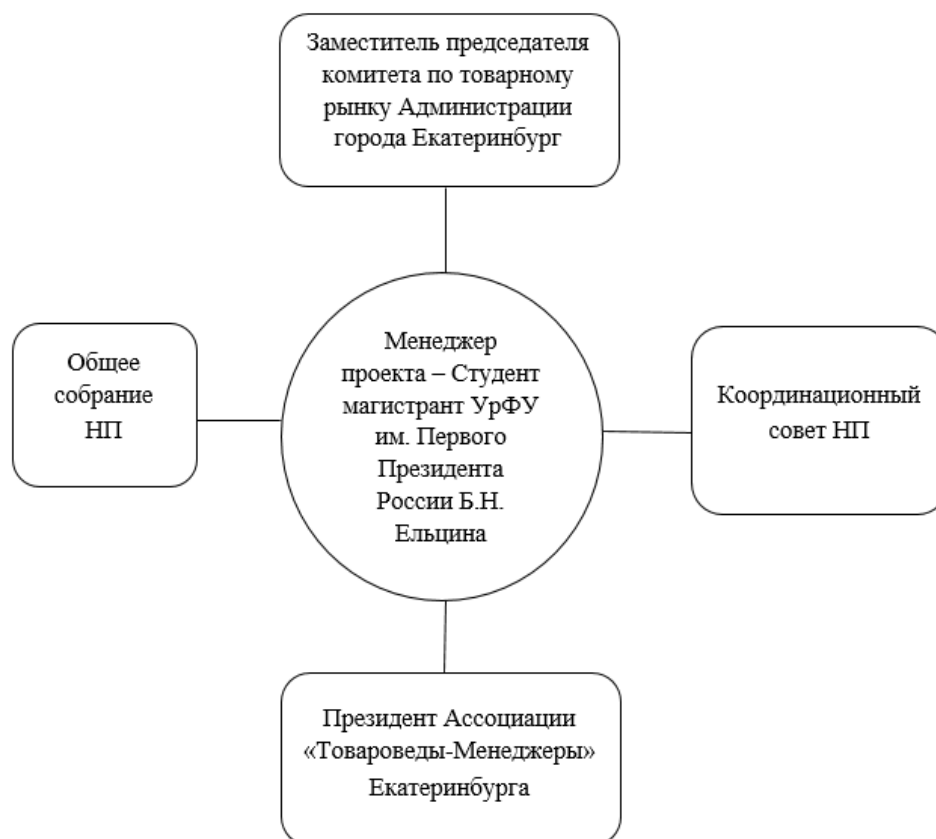 Заместитель председателя
комитета по товарному
рынку Администрации
города Екатеринбург
Общее
собрание
НП
Менеджер
проекта – Студент
магистрант УрФУ
им. Первого
Президента
России Б.Н.
Ельцина
Координационный
совет НП
Президент Ассоциации
«Товароведы-Менеджеры»
Екатеринбурга